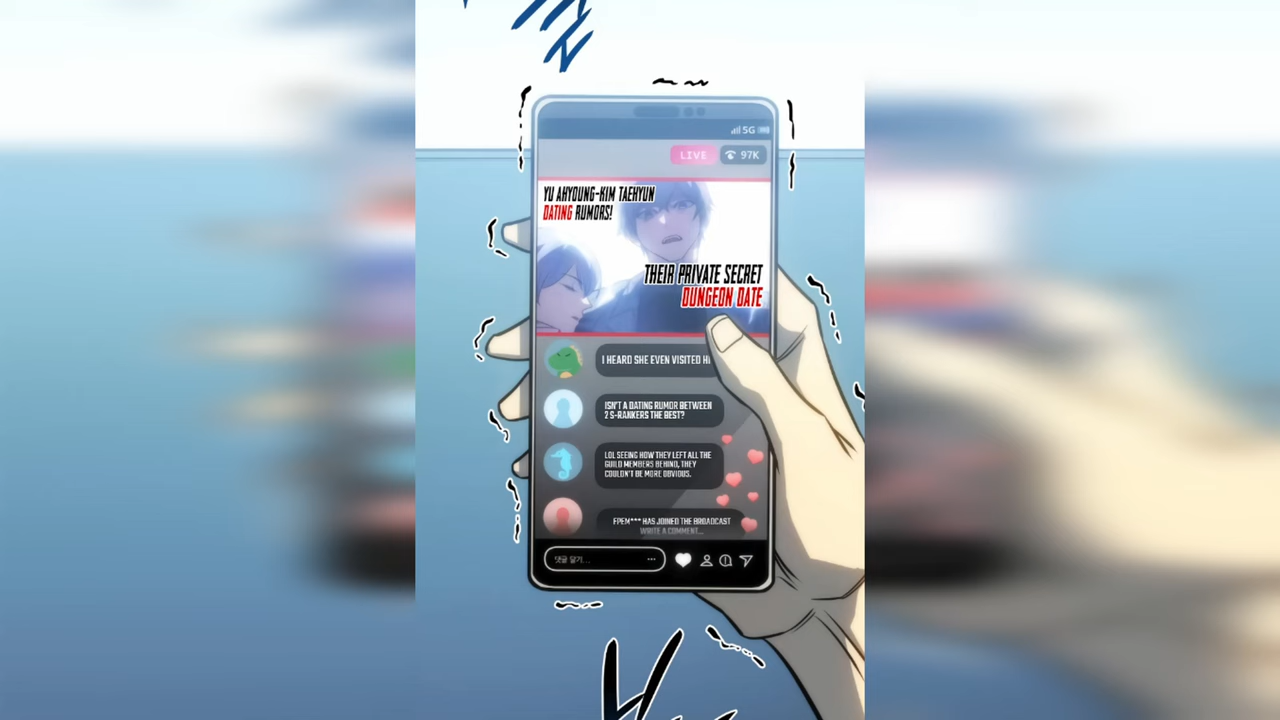 5G
LIVE
97K
YU AHYOUNG-KIM TAEHYUN
DATING RUMORS!
THEIR PRIVATE SECRET
DUNGEON DATE
I HEARD SHE EVEN VISITED
ISN'T A DATING RUMOR BETWEEN
2 S-RANKERS THE BEST?
LOL SEEING HOW THEY LEFT ALL THE
GUILD MEMBERS BEHIND, THEY
COULDN'T BE MORE OBVIOUS.
FPEM*** HAS JOINED THE BROADCAST
WRITE A COMMENT...
댓글 달기...